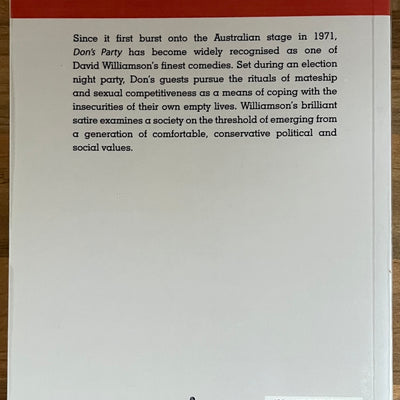 Since it first burst onto the Australian stage in 1971,
Don's Party has become widely recognised as one of
David Williamson's finest comedies. Set during an election
night party, Don's guests pursue the rituals of mateship
and sexual competitiveness as a means of coping with the
insecurities of their own empty lives. Williamson's brilliant
satire examines a society on the threshold of emerging from
a generation of comfortable, conservative political and
social values.